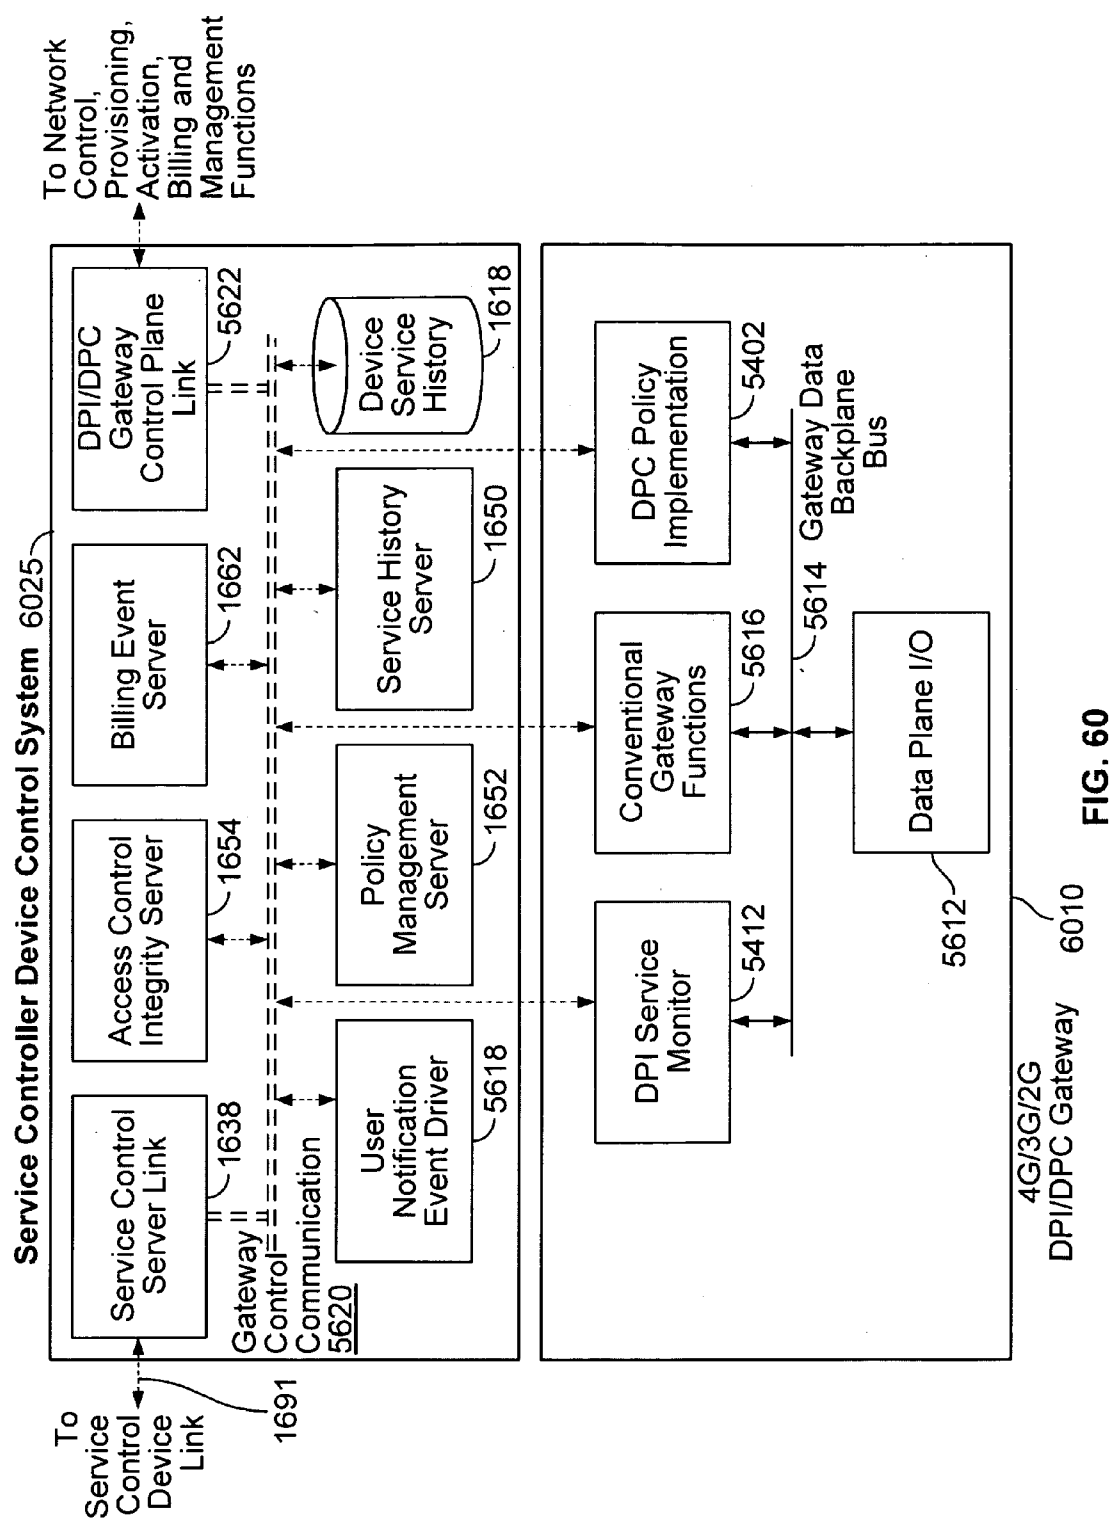 Service Controller Device Control System 6025
To
Service
Control
Device
Link
1691
Service Control
Server Link
1638
Access Control
Integrity Server
1654
Billing Event
Server
1662
DPI/DPC
Gateway
Control Plane
Link
5622
To Network
Control,
Provisioning,
Activation,
Billing and
Management
Functions
Gateway
Control
Communication
5620
User
Notification
Event Driver
5618
Policy
Management
Server
1652
Service History
Server
1650
Device
Service
History
1618
DPI Service
Monitor
5412
Conventional
Gateway
Functions
5616
DPC Policy
Implementation
5402
5614
Gateway Data
Backplane
Bus
Data Plane I/O
5612
4G/3G/2G
DPI/DPC Gateway
6010
FIG. 60